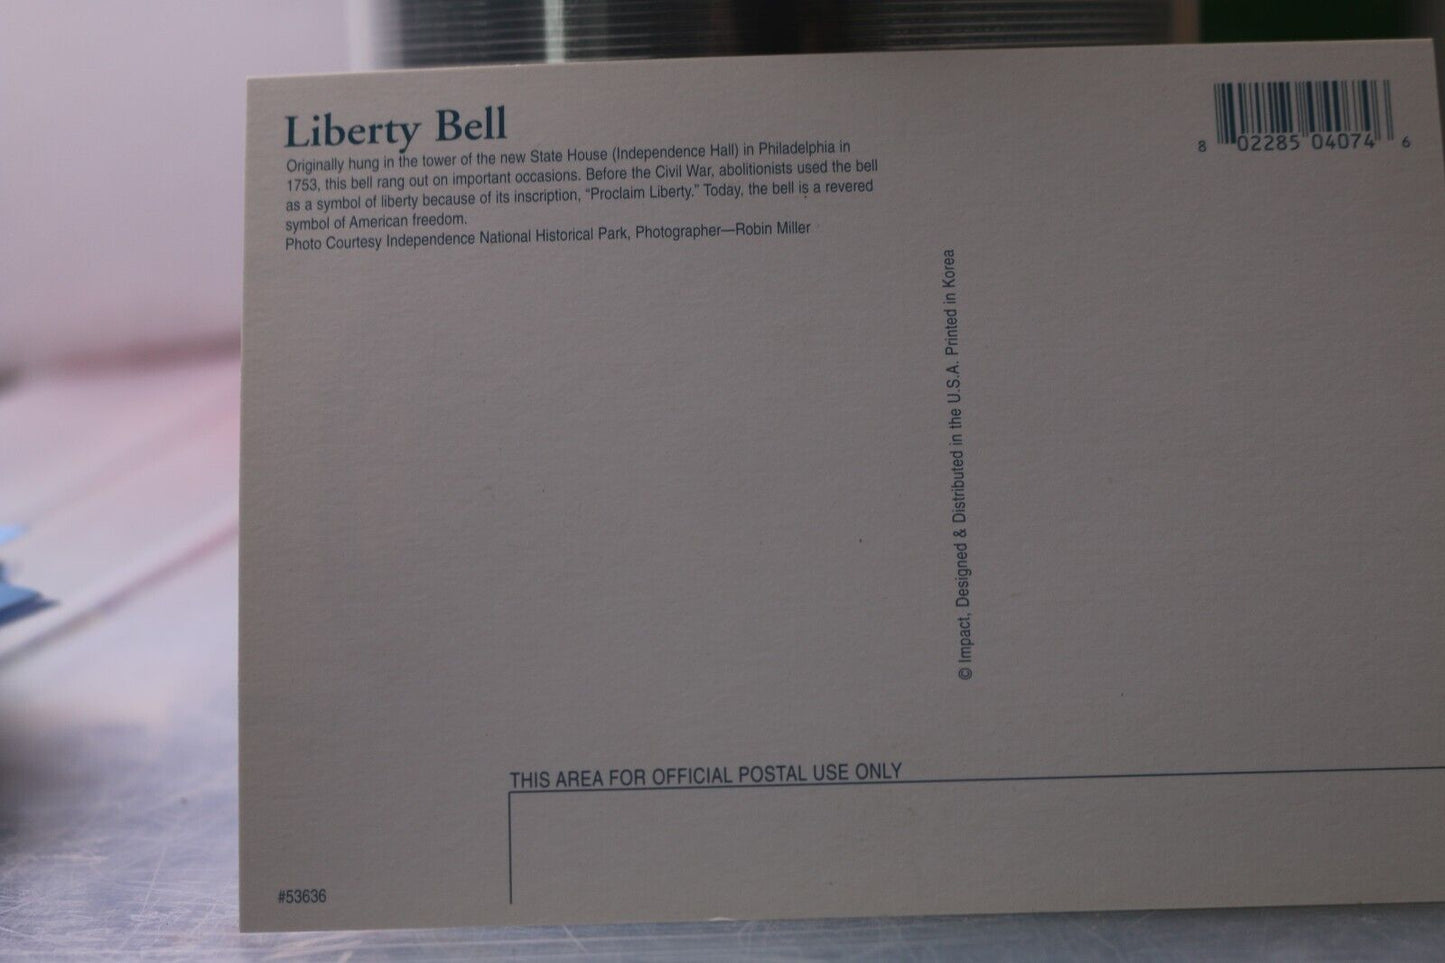 Liberty Bell
Originally hung in the tower of the new State House (Independence Hall) in Philadelphia in
1753, this bell rang out on important occasions. Before the Civil War, abolitionists used the bell
as a symbol of liberty because of its inscription, “Proclaim Liberty.” Today, the bell is a revered
symbol of American freedom.
Photo Courtesy Independence National Historical Park, Photographer—Robin Miller
8 02285 04074 6
© Impact, Designed & Distributed in the U.S.A. Printed in Korea
THIS AREA FOR OFFICIAL POSTAL USE ONLY
#53636